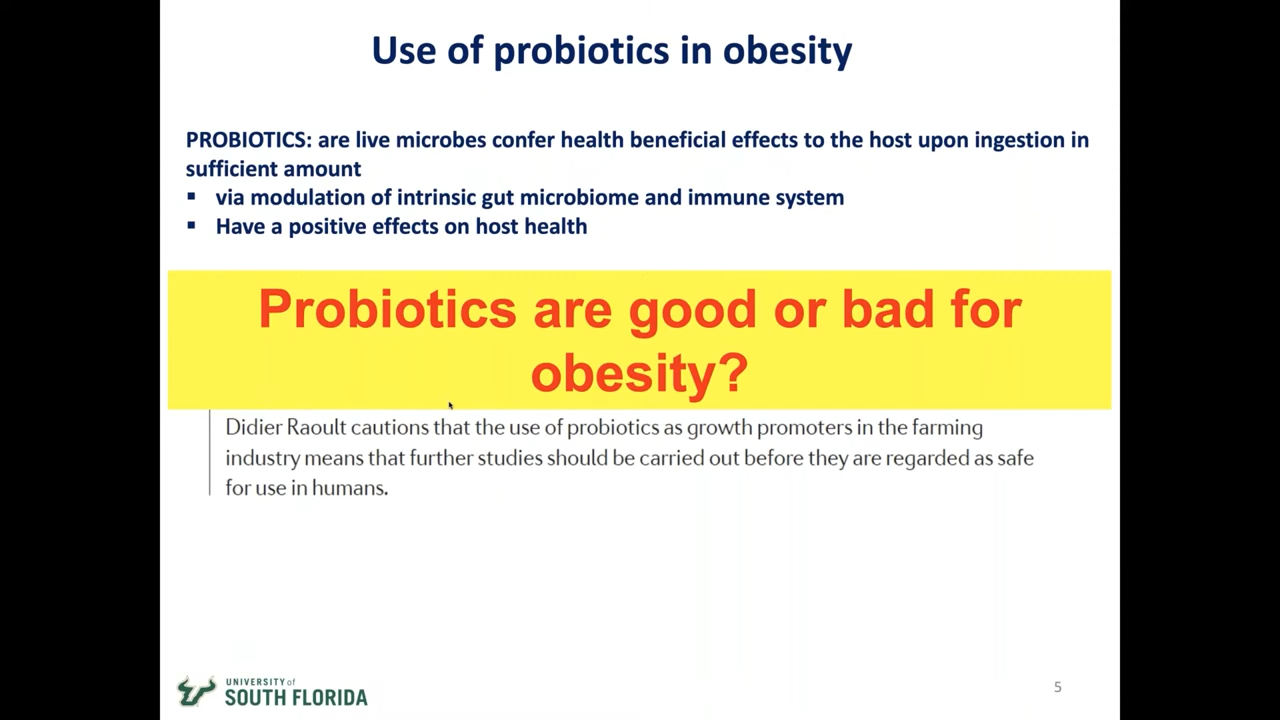 Use of probiotics in obesity
PROBIOTICS: are live microbes confer health beneficial effects to the host upon ingestion in
sufficient amount
▪ via modulation of intrinsic gut microbiome and immune system
▪ Have a positive effects on host health
Probiotics are good or bad for
obesity?
Didier Raoult cautions that the use of probiotics as growth promoters in the farming
industry means that further studies should be carried out before they are regarded as safe
for use in humans.
UNIVERSITY of
SOUTH FLORIDA
5